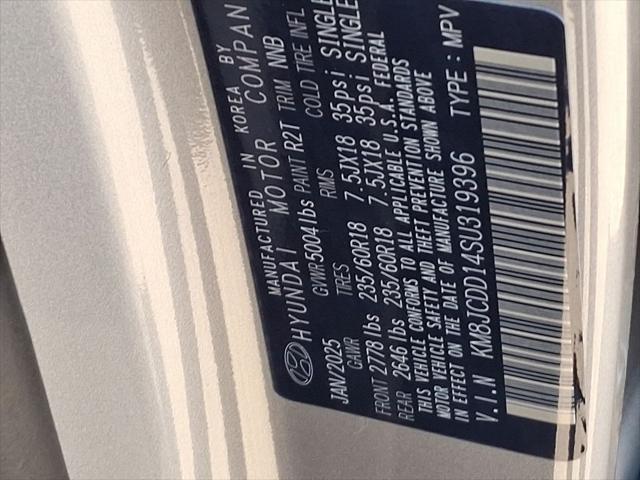 MANUFACTURED IN KOREA BY
HYUNDAI MOTOR COMPAN
JAN/2025 GVWR 5004 lbs PAINT R2T TRIM NNB
GAWR TIRES RIMS COLD TIRE INFL
FRONT 2778 lbs 235/60R18 7.5JX18 35psi SINGLE
REAR 2646 lbs 235/60R18 7.5JX18 35psi SINGLE
THIS VEHICLE CONFORMS TO ALL APPLICABLE U.S.A. FEDERAL
MOTOR VEHICLE SAFETY AND THEFT PREVENTION STANDARDS
IN EFFECT ON THE DATE OF MANUFACTURE SHOWN ABOVE
V.I.N KM8JCDD14SU319396 TYPE : MPV